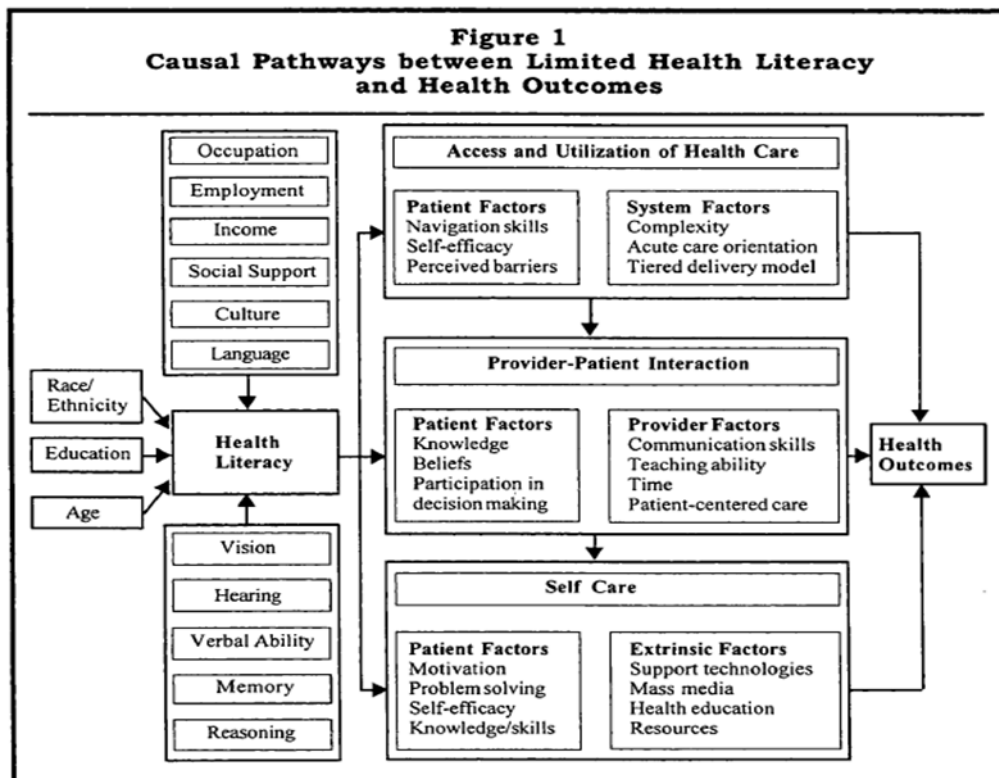 Figure 1
Causal Pathways between Limited Health Literacy
and Health Outcomes
Occupation
Employment
Income
Social Support
Culture
Language
Race/
Ethnicity
Education
Age
Health
Literacy
Vision
Hearing
Verbal Ability
Memory
Reasoning
Access and Utilization of Health Care
Patient Factors
Navigation skills
Self-efficacy
Perceived barriers
System Factors
Complexity
Acute care orientation
Tiered delivery model
Provider-Patient Interaction
Patient Factors
Knowledge
Beliefs
Participation in
decision making
Provider Factors
Communication skills
Teaching ability
Time
Patient-centered care
Self Care
Patient Factors
Motivation
Problem solving
Self-efficacy
Knowledge/skills
Extrinsic Factors
Support technologies
Mass media
Health education
Resources
Health
Outcomes